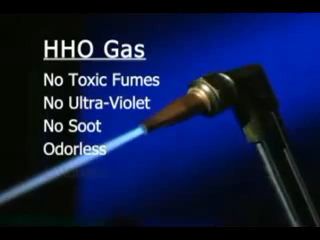 HHO Gas
No Toxic Fumes
No Ultra-Violet
No Soot
Odorless